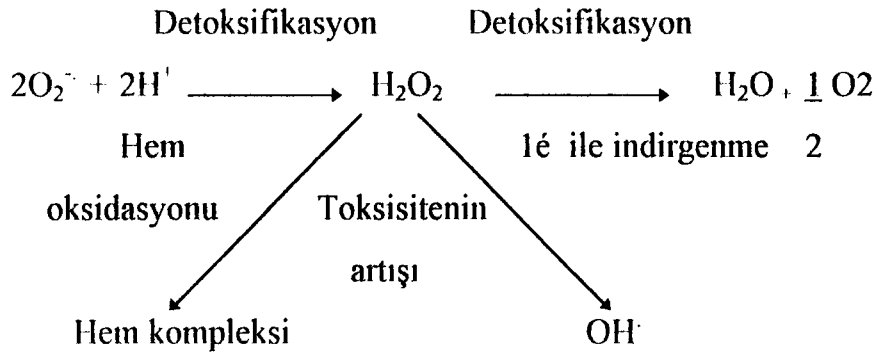 Detoksifikasyon Detoksifikasyon
2O₂⁻· + 2H⁺ H₂O₂ H₂O + 1 O2
Hem 1é ile indirgenme 2
oksidasyonu Toksisitenin
artışı
Hem kompleksi OH·